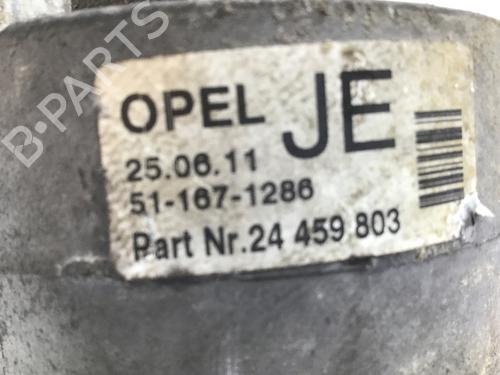 B-PARTS
OPEL JE
25.06.11
51-167-1286
Part Nr.24 459 803